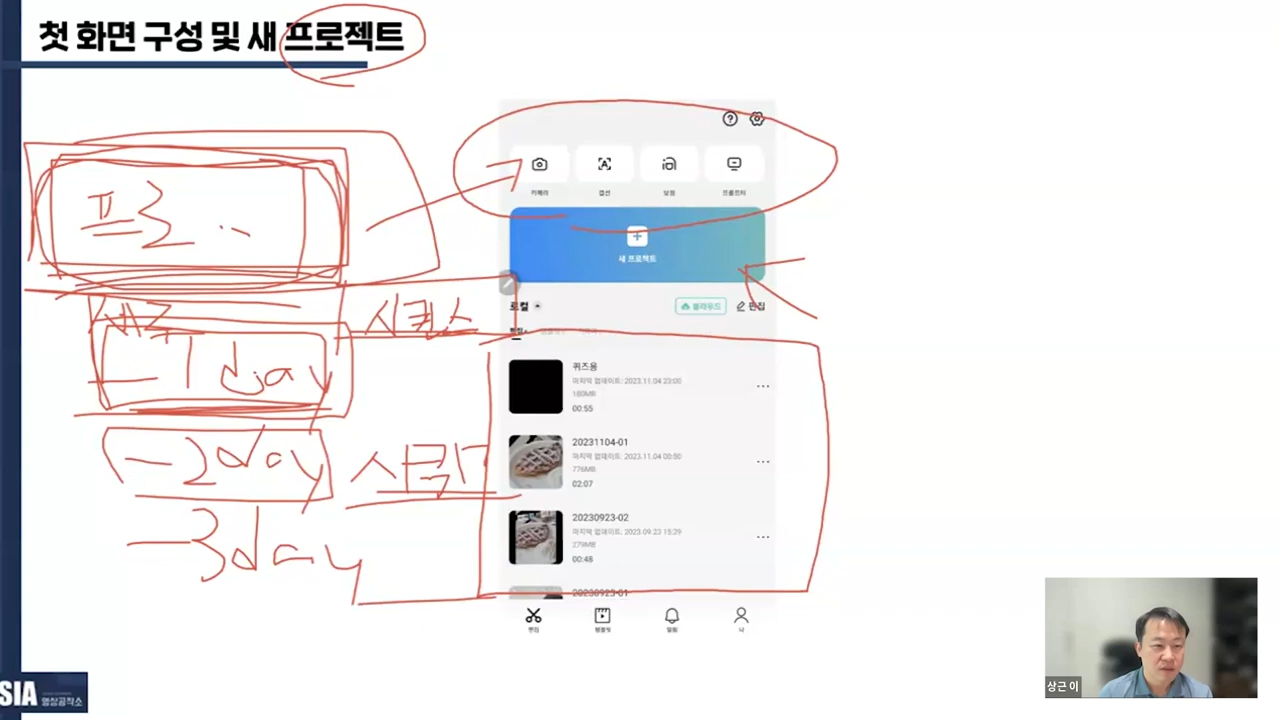 첫 화면 구성 및 새 프로젝트
카메라 캡션 보정 프롬프터
새 프로젝트
로컬 클라우드 편집
퀴즈용
마지막 업데이트: 2023.11.04 23:00
180MB
00:55
20231104-01
마지막 업데이트: 2023.11.04 00:50
776MB
02:07
20230923-02
마지막 업데이트: 2023.09.23 15:29
279MB
00:48
20230923-01
편집 템플릿 알림 나
프로 ..
시퀀스
-1day
-2day
-3day
SIA 영상공작소
상근 이